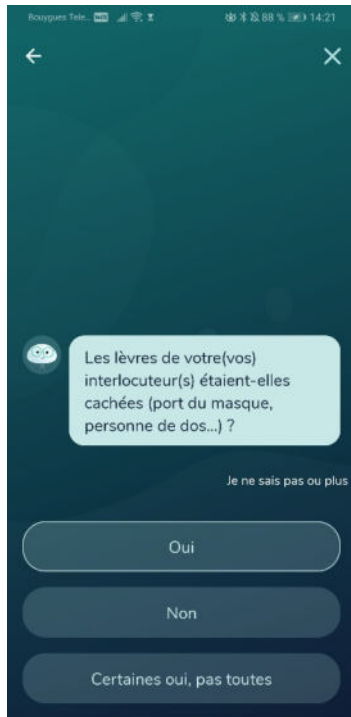 Bouygues Tele... 88 % 14:21
Les lèvres de votre(vos)
interlocuteur(s) étaient-elles
cachées (port du masque,
personne de dos...) ?
Je ne sais pas ou plus
Oui
Non
Certaines oui, pas toutes